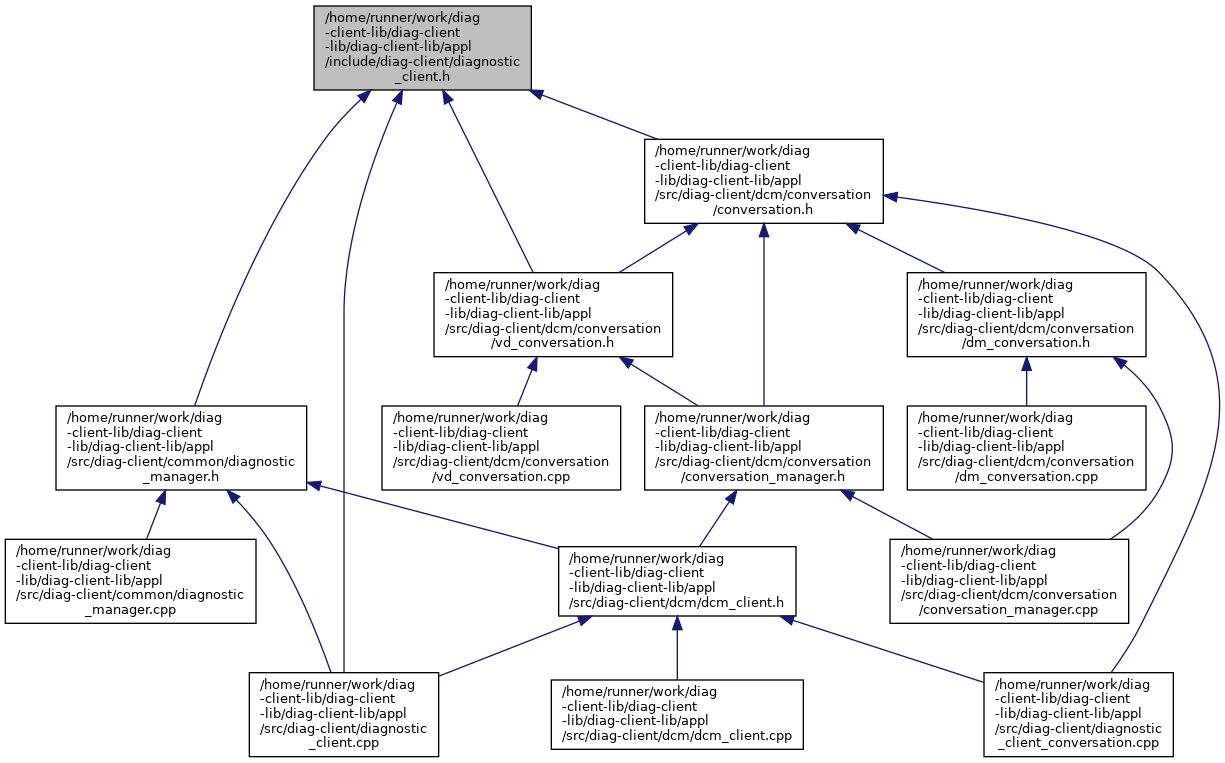 /home/runner/work/diag
-client-lib/diag-client
-lib/diag-client-lib/appl
/include/diag-client/diagnostic
_client.h
/home/runner/work/diag
-client-lib/diag-client
-lib/diag-client-lib/appl
/src/diag-client/dcm/conversation
/conversation.h
/home/runner/work/diag
-client-lib/diag-client
-lib/diag-client-lib/appl
/src/diag-client/dcm/conversation
/vd_conversation.h
/home/runner/work/diag
-client-lib/diag-client
-lib/diag-client-lib/appl
/src/diag-client/dcm/conversation
/dm_conversation.h
/home/runner/work/diag
-client-lib/diag-client
-lib/diag-client-lib/appl
/src/diag-client/common/diagnostic
_manager.h
/home/runner/work/diag
-client-lib/diag-client
-lib/diag-client-lib/appl
/src/diag-client/dcm/conversation
/vd_conversation.cpp
/home/runner/work/diag
-client-lib/diag-client
-lib/diag-client-lib/appl
/src/diag-client/dcm/conversation
/conversation_manager.h
/home/runner/work/diag
-client-lib/diag-client
-lib/diag-client-lib/appl
/src/diag-client/dcm/conversation
/dm_conversation.cpp
/home/runner/work/diag
-client-lib/diag-client
-lib/diag-client-lib/appl
/src/diag-client/common/diagnostic
_manager.cpp
/home/runner/work/diag
-client-lib/diag-client
-lib/diag-client-lib/appl
/src/diag-client/dcm/dcm_client.h
/home/runner/work/diag
-client-lib/diag-client
-lib/diag-client-lib/appl
/src/diag-client/dcm/conversation
/conversation_manager.cpp
/home/runner/work/diag
-client-lib/diag-client
-lib/diag-client-lib/appl
/src/diag-client/diagnostic
_client.cpp
/home/runner/work/diag
-client-lib/diag-client
-lib/diag-client-lib/appl
/src/diag-client/dcm/dcm_client.cpp
/home/runner/work/diag
-client-lib/diag-client
-lib/diag-client-lib/appl
/src/diag-client/diagnostic
_client_conversation.cpp